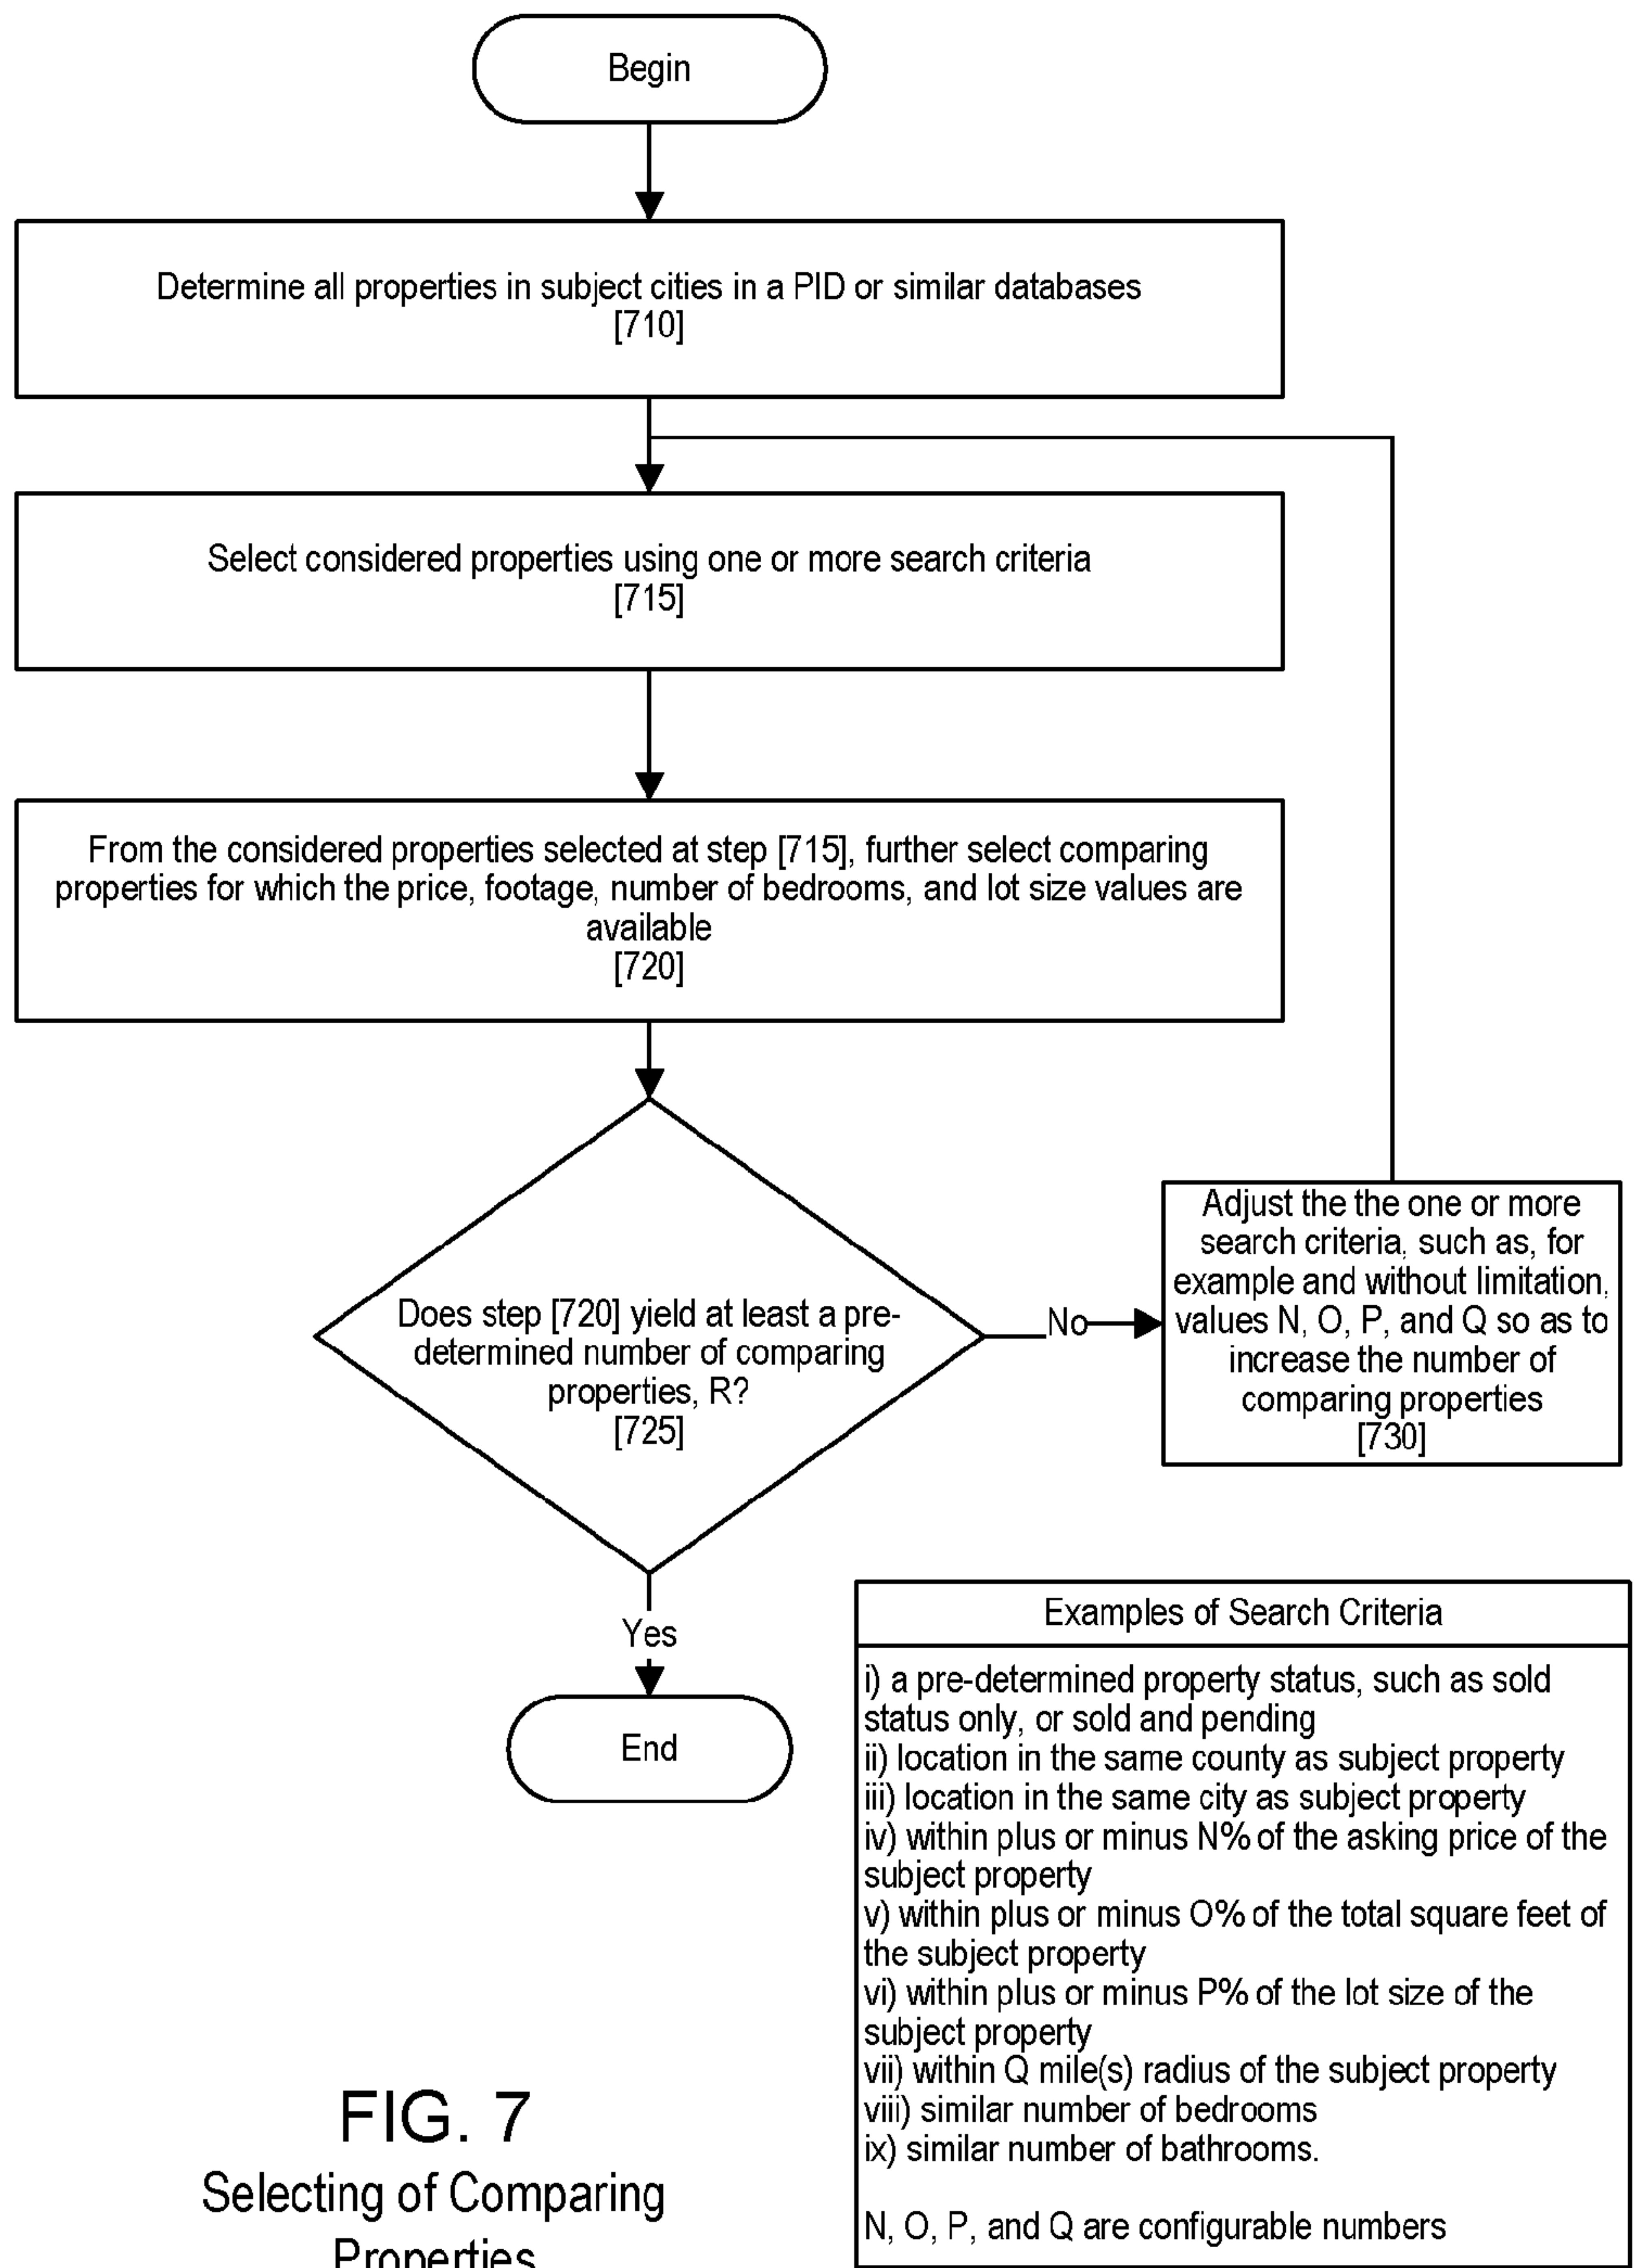 Begin
Determine all properties in subject cities in a PID or similar databases
[710]
Select considered properties using one or more search criteria
[715]
From the considered properties selected at step [715], further select comparing
properties for which the price, footage, number of bedrooms, and lot size values are
available
[720]
Does step [720] yield at least a pre-
determined number of comparing
properties, R?
[725]
No
Adjust the the one or more
search criteria, such as, for
example and without limitation,
values N, O, P, and Q so as to
increase the number of
comparing properties
[730]
Yes
End
Examples of Search Criteria
i) a pre-determined property status, such as sold
status only, or sold and pending
ii) location in the same county as subject property
iii) location in the same city as subject property
iv) within plus or minus N% of the asking price of the
subject property
v) within plus or minus O% of the total square feet of
the subject property
vi) within plus or minus P% of the lot size of the
subject property
vii) within Q mile(s) radius of the subject property
viii) similar number of bedrooms
ix) similar number of bathrooms.
N, O, P, and Q are configurable numbers
FIG. 7
Selecting of Comparing
Properties